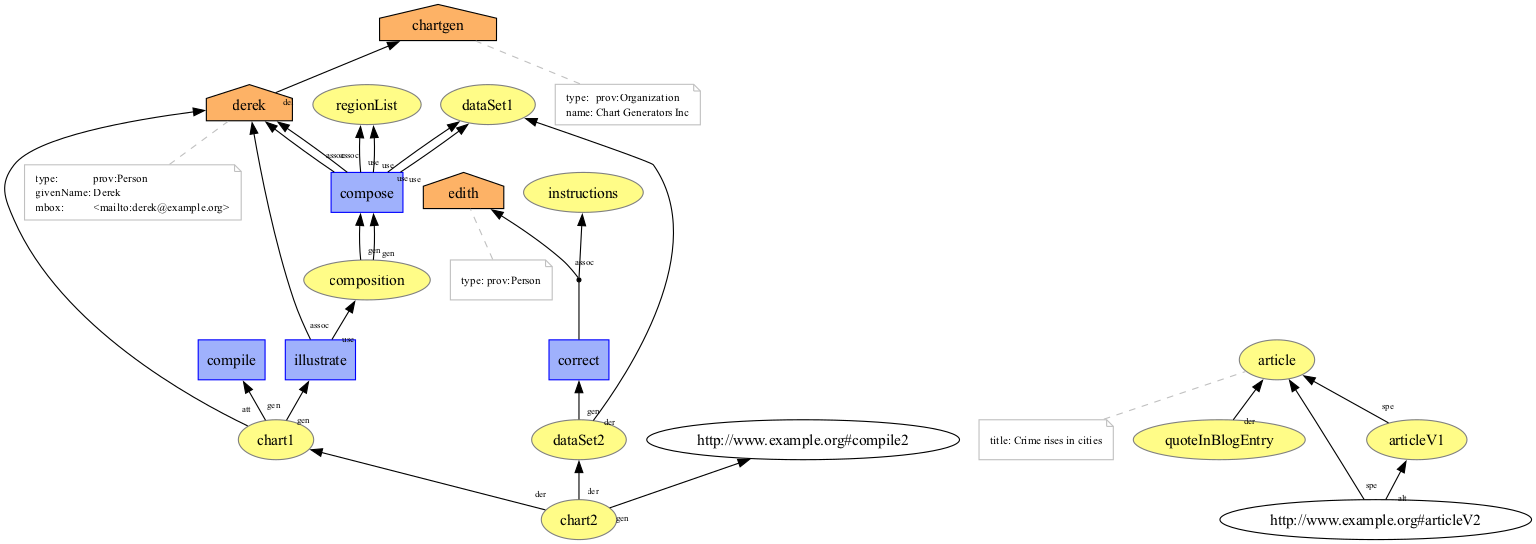 chartgen
type: prov:Organization
name: Chart Generators Inc
derek
de
regionList
dataSet1
type: prov:Person
givenName: Derek
mbox: <mailto:derek@example.org>
assoc
assoc
use
use
use
use
compose
edith
instructions
gen
gen
assoc
composition
type: prov:Person
assoc
use
compile
illustrate
correct
article
att
gen
gen
gen
der
spe
chart1
dataSet2
http://www.example.org#compile2
title: Crime rises in cities
der
quoteInBlogEntry
articleV1
der
der
gen
spe
alt
chart2
http://www.example.org#articleV2